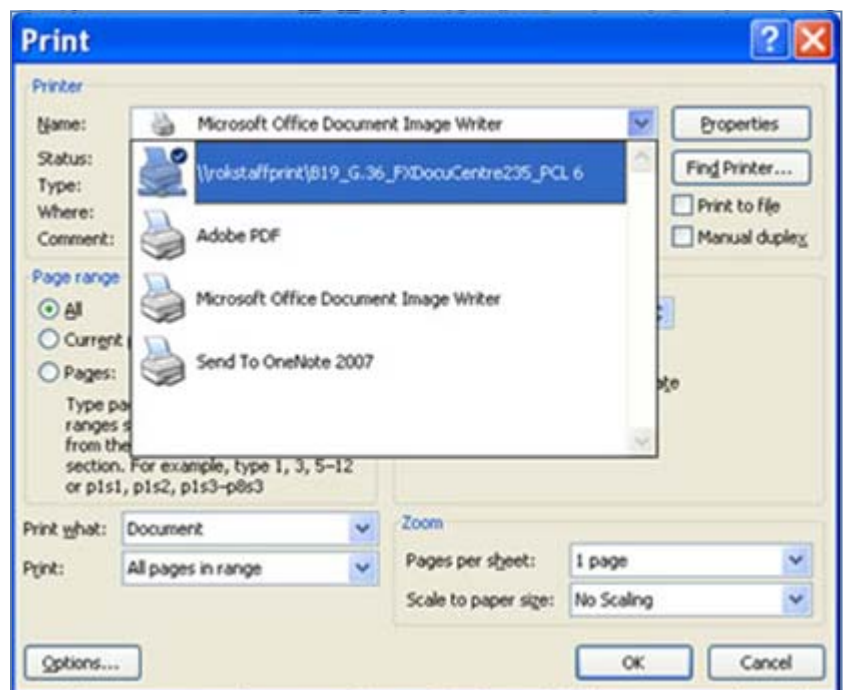 Print
Printer
Name: Microsoft Office Document Image Writer Properties
Status: \\rokstaffprint\B19_G.36_FXDocuCentre235_PCL 6 Find Printer...
Type:
Where: Print to file
Comment: Adobe PDF Manual duplex
Microsoft Office Document Image Writer
Send To OneNote 2007
Page range
All
Current
Pages:
Type
ranges
from the
section. For example, type 1, 3, 5–12
or p1s1, p1s2, p1s3–p8s3
Print what: Document
Print: All pages in range
Zoom
Pages per sheet: 1 page
Scale to paper size: No Scaling
Options... OK Cancel